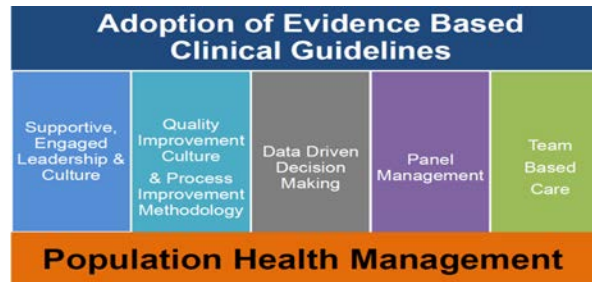 Adoption of Evidence Based
Clinical Guidelines
Supportive,
Engaged
Leadership &
Culture
Quality
Improvement
Culture
& Process
Improvement
Methodology
Data Driven
Decision
Making
Panel
Management
Team
Based
Care
Population Health Management